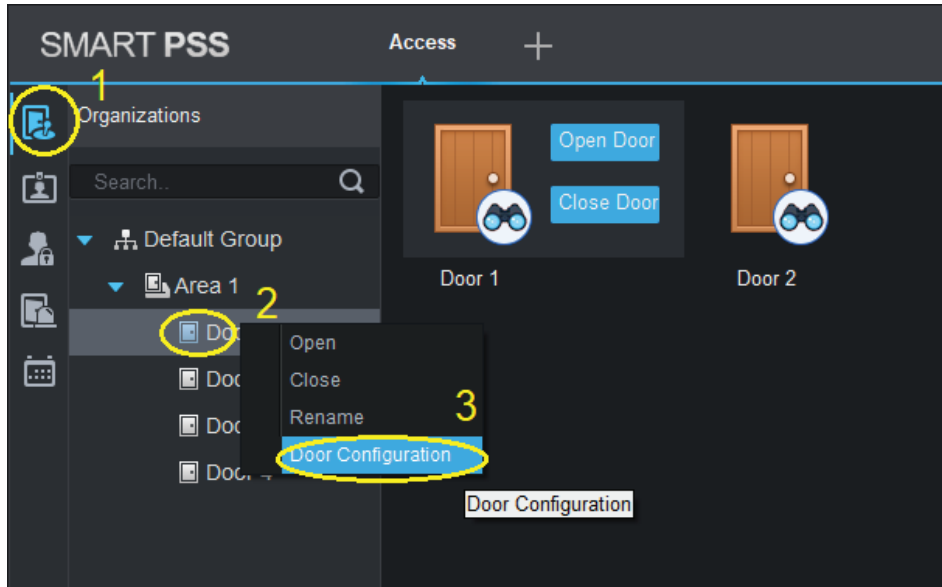 SMART PSS
Access
1
Organizations
Open Door
Search..
Close Door
Default Group
Door 1
Door 2
Area 1
2
Open
Close
Rename
3
Door Configuration
Door Configuration